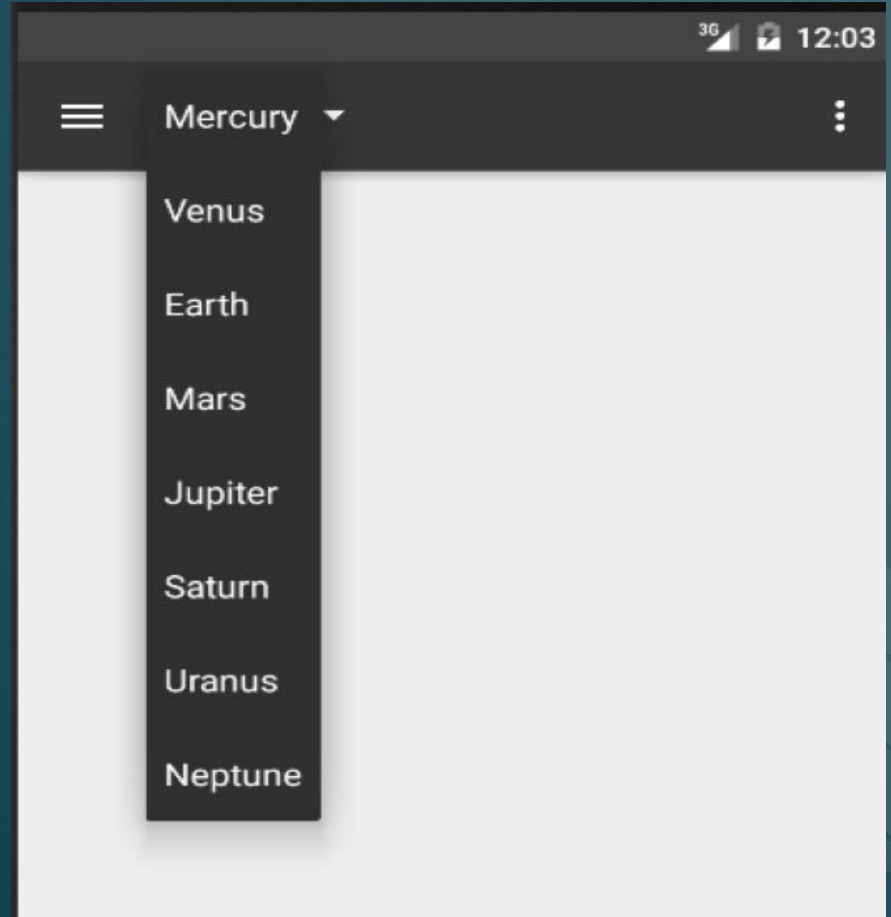 3G 12:03
Mercury
Venus
Earth
Mars
Jupiter
Saturn
Uranus
Neptune